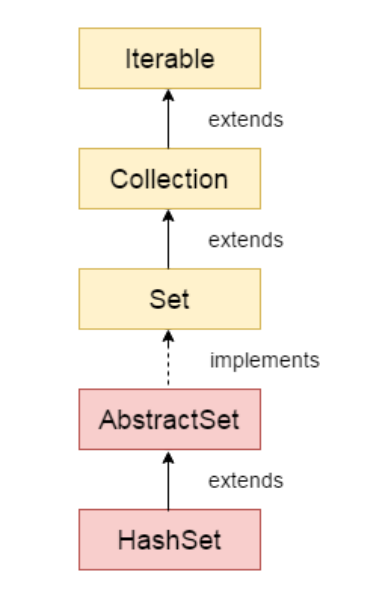 Iterable
extends
Collection
extends
Set
implements
AbstractSet
extends
HashSet